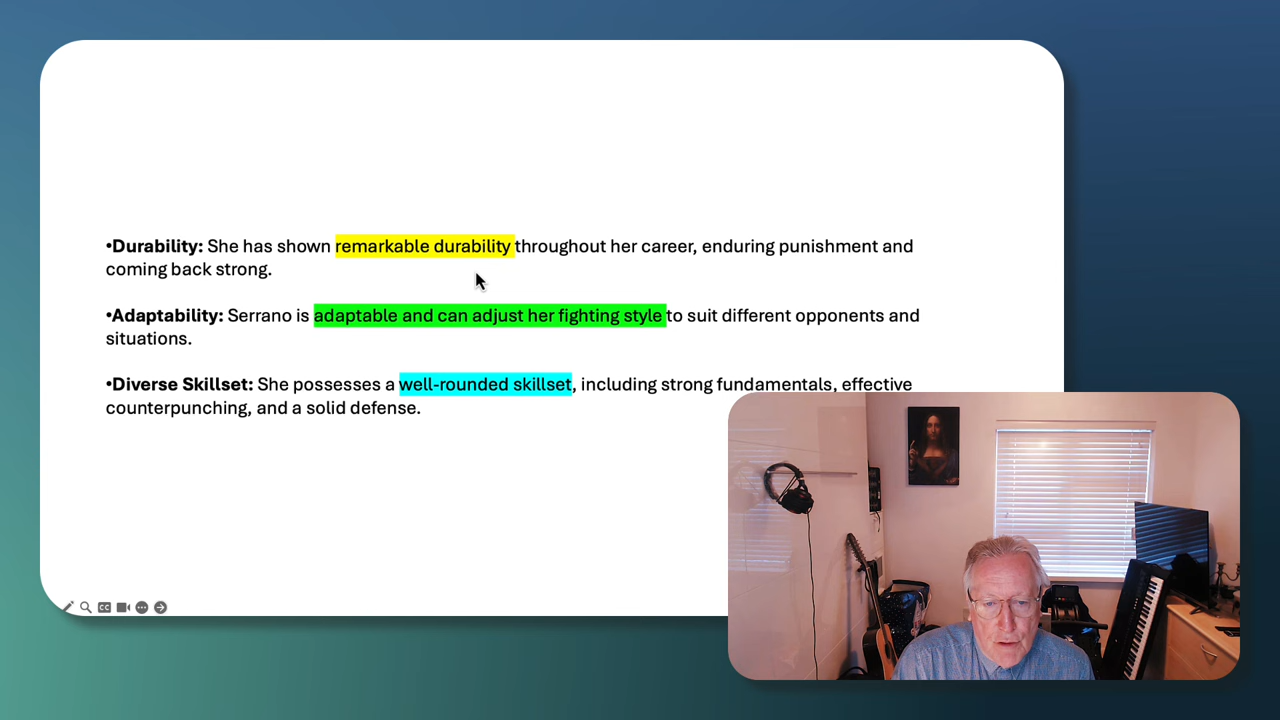 •Durability: She has shown remarkable durability throughout her career, enduring punishment and
coming back strong.
•Adaptability: Serrano is adaptable and can adjust her fighting style to suit different opponents and
situations.
•Diverse Skillset: She possesses a well-rounded skillset, including strong fundamentals, effective
counterpunching, and a solid defense.
CC